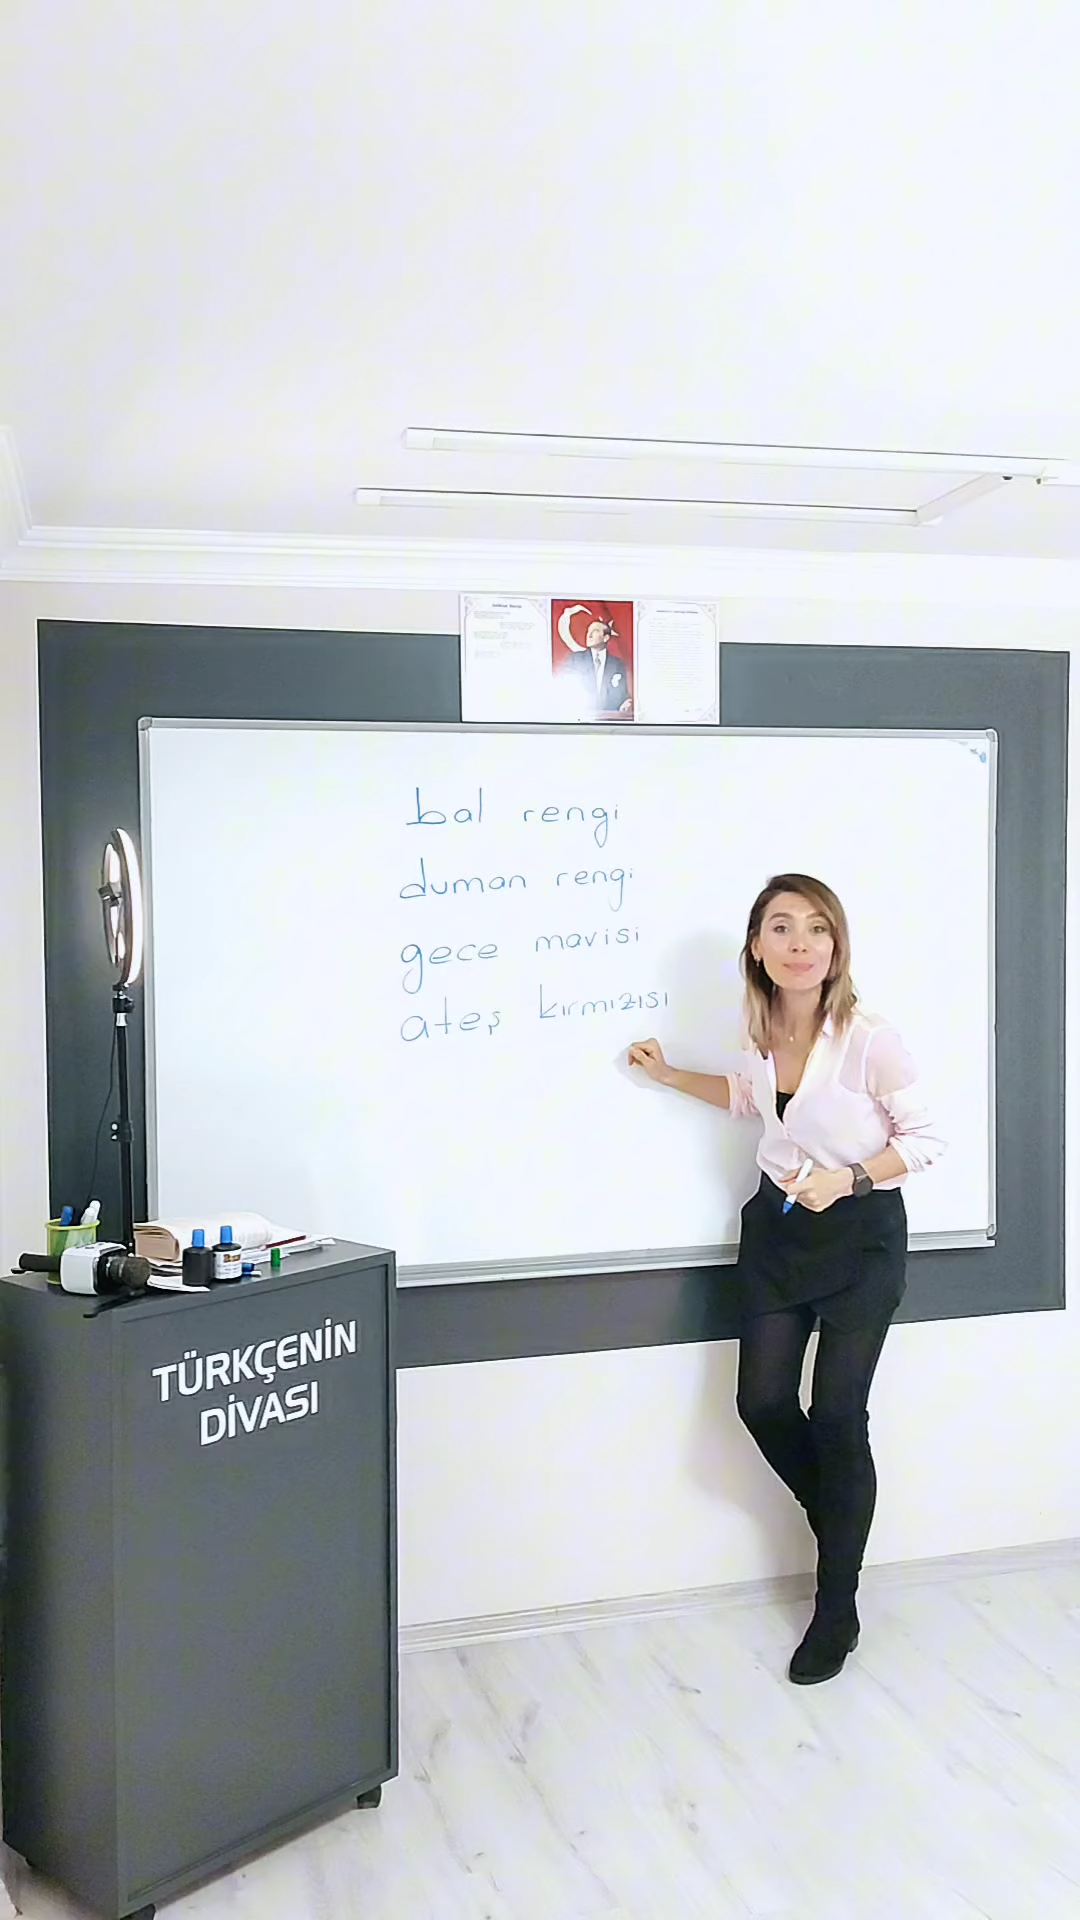 bal rengi
duman rengi
gece mavisi
ateş kırmızısı
TÜRKÇENİN
DİVASI